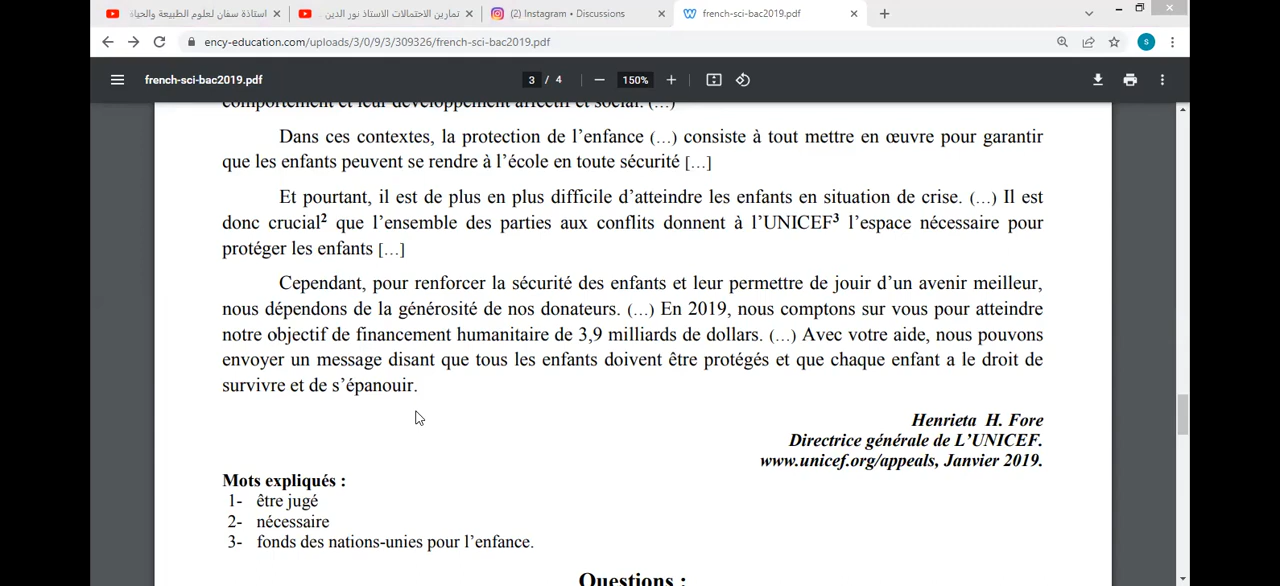 استاذة سفان لعلوم الطبيعة والحياة
تمارين الاحتمالات الاستاذ نور الدين
(2) Instagram • Discussions
french-sci-bac2019.pdf
ency-education.com/uploads/3/0/9/3/309326/french-sci-bac2019.pdf
s
french-sci-bac2019.pdf
3 / 4
150%
comportement et leur développement affectif et social. (…)
Dans ces contextes, la protection de l’enfance (…) consiste à tout mettre en œuvre pour garantir
que les enfants peuvent se rendre à l’école en toute sécurité […]
Et pourtant, il est de plus en plus difficile d’atteindre les enfants en situation de crise. (…) Il est
donc crucial² que l’ensemble des parties aux conflits donnent à l’UNICEF³ l’espace nécessaire pour
protéger les enfants […]
Cependant, pour renforcer la sécurité des enfants et leur permettre de jouir d’un avenir meilleur,
nous dépendons de la générosité de nos donateurs. (…) En 2019, nous comptons sur vous pour atteindre
notre objectif de financement humanitaire de 3,9 milliards de dollars. (…) Avec votre aide, nous pouvons
envoyer un message disant que tous les enfants doivent être protégés et que chaque enfant a le droit de
survivre et de s’épanouir.
Henrieta H. Fore
Directrice générale de L’UNICEF.
www.unicef.org/appeals, Janvier 2019.
Mots expliqués :
1- être jugé
2- nécessaire
3- fonds des nations-unies pour l’enfance.
Questions :